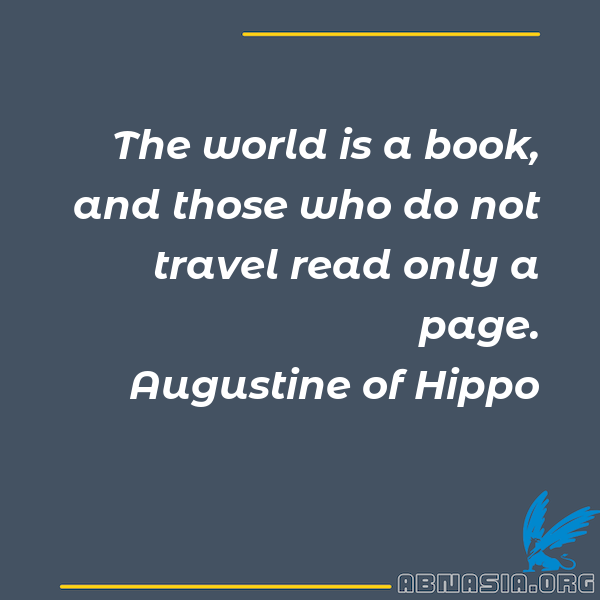 The world is a book,
and those who do not
travel read only a
page.
Augustine of Hippo
ABNASIA.ORG